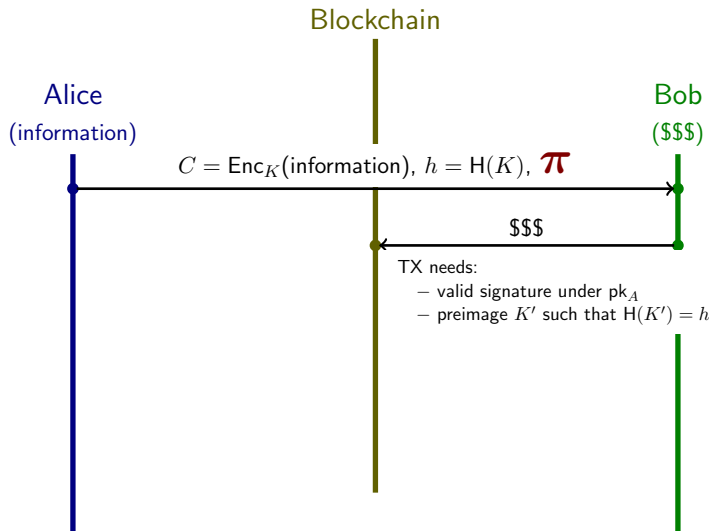 Blockchain
Alice
Bob
(information)
($$$)
C = Enc_K(information), h = H(K), π
$$$
TX needs:
– valid signature under pk_A
– preimage K′ such that H(K′) = h